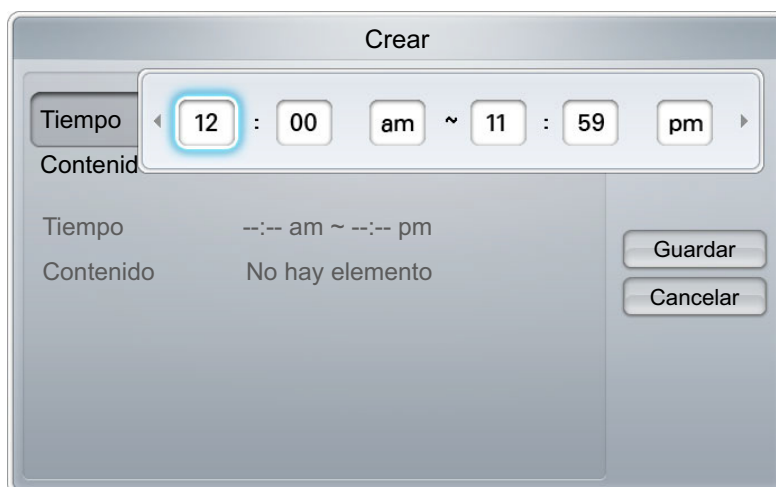 Crear
Tiempo 12 : 00 am ~ 11 : 59 pm
Contenid
Tiempo --:-- am ~ --:-- pm
Contenido No hay elemento
Guardar
Cancelar